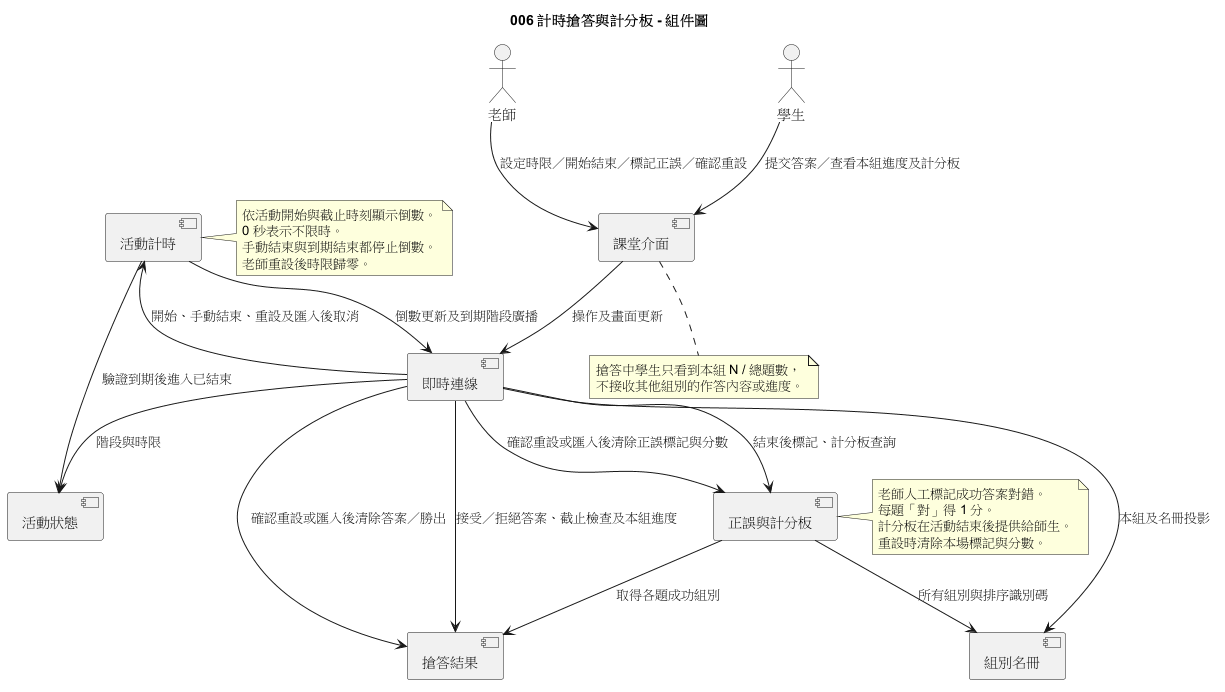 006 計時搶答與計分板 - 組件圖
老師
學生
設定時限／開始結束／標記正誤／確認重設
提交答案／查看本組進度及計分板
活動計時
依活動開始與截止時刻顯示倒數。
0 秒表示不限時。
手動結束與到期結束都停止倒數。
老師重設後時限歸零。
課堂介面
開始、手動結束、重設及匯入後取消
倒數更新及到期階段廣播
操作及畫面更新
驗證到期後進入已結束
即時連線
搶答中學生只看到本組 N / 總題數，
不接收其他組別的作答內容或進度。
階段與時限
確認重設或匯入後清除正誤標記與分數
結束後標記、計分板查詢
活動狀態
確認重設或匯入後清除答案／勝出
接受／拒絕答案、截止檢查及本組進度
正誤與計分板
老師人工標記成功答案對錯。
每題「對」得 1 分。
計分板在活動結束後提供給師生。
重設時清除本場標記與分數。
本組及名冊投影
取得各題成功組別
所有組別與排序識別碼
搶答結果
組別名冊